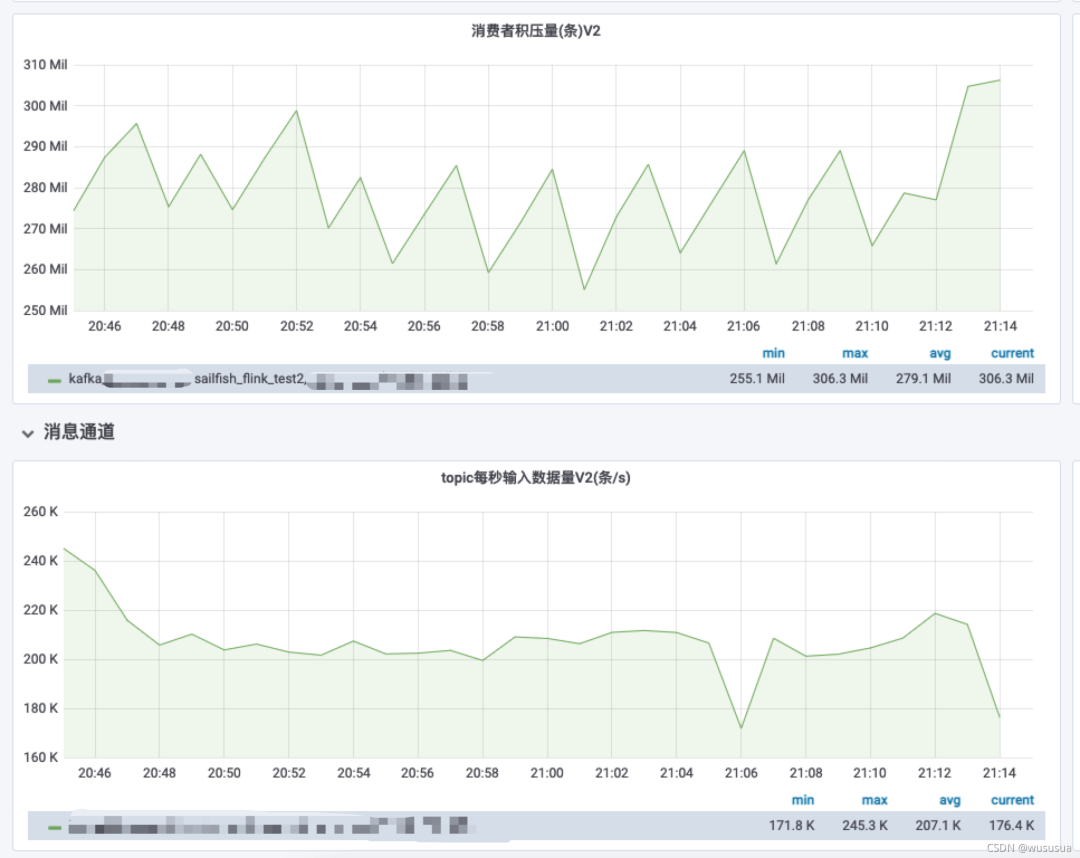 消费者积压量(条)V2
310 Mil
300 Mil
290 Mil
280 Mil
270 Mil
260 Mil
250 Mil
20:46 20:48 20:50 20:52 20:54 20:56 20:58 21:00 21:02 21:04 21:06 21:08 21:10 21:12 21:14
min max avg current
kafka sailfish_flink_test2, 255.1 Mil 306.3 Mil 279.1 Mil 306.3 Mil
消息通道
topic每秒输入数据量V2(条/s)
260 K
240 K
220 K
200 K
180 K
160 K
20:46 20:48 20:50 20:52 20:54 20:56 20:58 21:00 21:02 21:04 21:06 21:08 21:10 21:12 21:14
min max avg current
171.8 K 245.3 K 207.1 K 176.4 K
CSDN @wususua